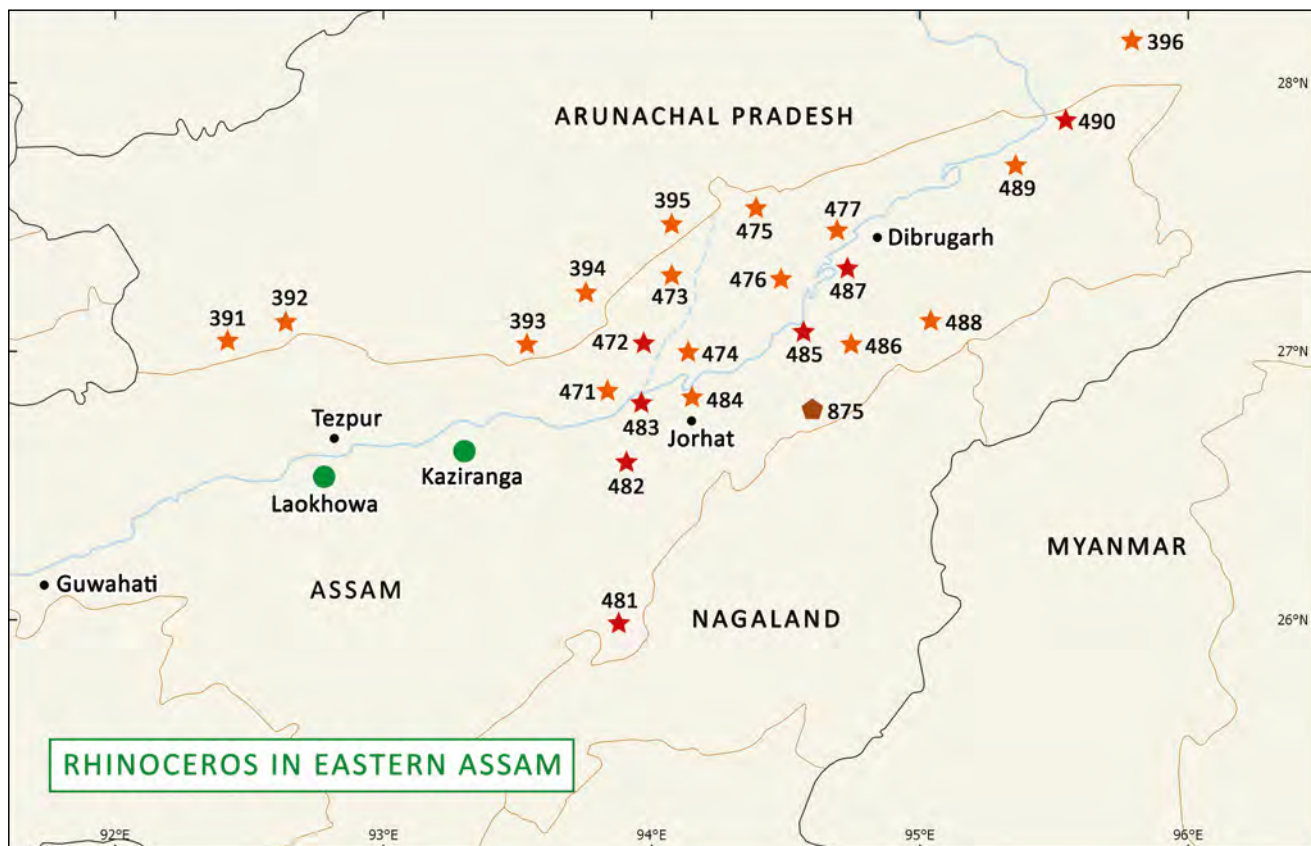 396
28°N
ARUNACHAL PRADESH
490
489
395
475
477
Dibrugarh
394
473
476
487
392
391
393
472
474
485
486
488
27°N
471
483
484
875
Tezpur
Jorhat
Kaziranga
482
Laokhowa
MYANMAR
Guwahati
ASSAM
481
NAGALAND
26°N
RHINOCEROS IN EASTERN ASSAM
92°E
93°E
94°E
95°E
96°E